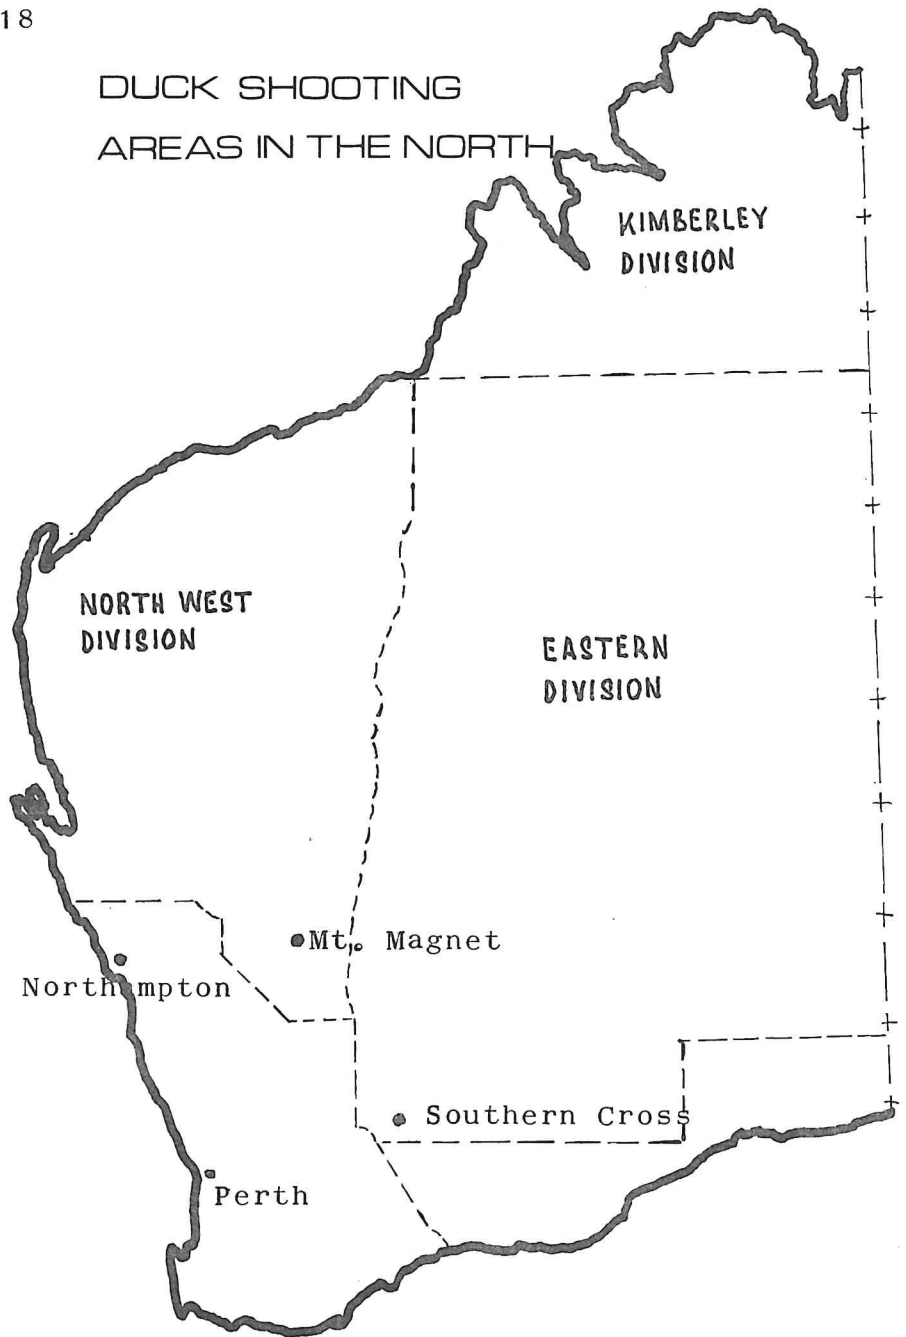 18
DUCK SHOOTING
AREAS IN THE NORTH
KIMBERLEY
DIVISION
NORTH WEST
DIVISION
EASTERN
DIVISION
Mt. Magnet
Northampton
Southern Cross
Perth